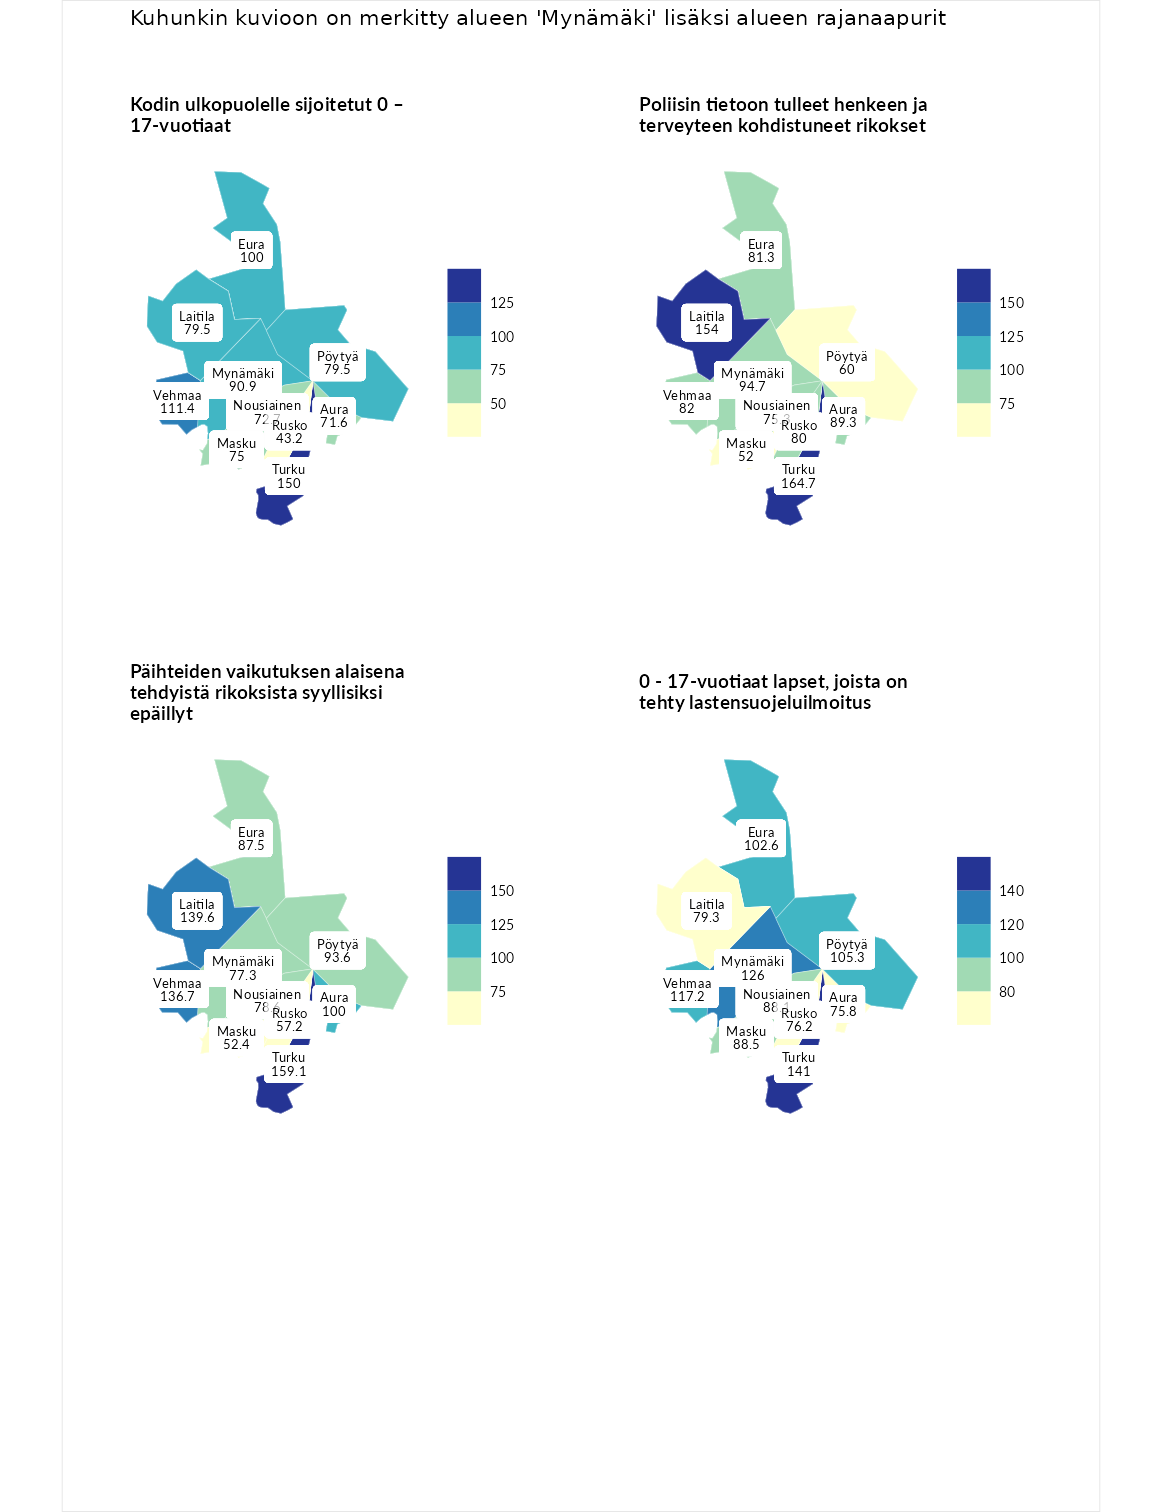 Kuhunkin kuvioon on merkitty alueen 'Mynämäki' lisäksi alueen rajanaapurit
Kodin ulkopuolelle sijoitetut 0 –
17-vuotiaat
Eura
100
Laitila
79.5
Pöytyä
79.5
Mynämäki
90.9
Vehmaa
111.4
Nousiainen
Aura
71.6
Rusko
43.2
Masku
75
Turku
150
125
100
75
50
Poliisin tietoon tulleet henkeen ja
terveyteen kohdistuneet rikokset
Eura
81.3
Laitila
154
Pöytyä
60
Mynämäki
94.7
Vehmaa
82
Nousiainen
Aura
89.3
Rusko
80
Masku
52
Turku
164.7
150
125
100
75
Päihteiden vaikutuksen alaisena
tehdyistä rikoksista syyllisiksi
epäillyt
Eura
87.5
Laitila
139.6
Pöytyä
93.6
Mynämäki
77.3
Vehmaa
136.7
Nousiainen
Aura
100
Rusko
57.2
Masku
52.4
Turku
159.1
150
125
100
75
0 - 17-vuotiaat lapset, joista on
tehty lastensuojeluilmoitus
Eura
102.6
Laitila
79.3
Pöytyä
105.3
Mynämäki
126
Vehmaa
117.2
Nousiainen
Aura
75.8
Rusko
76.2
Masku
88.5
Turku
141
140
120
100
80